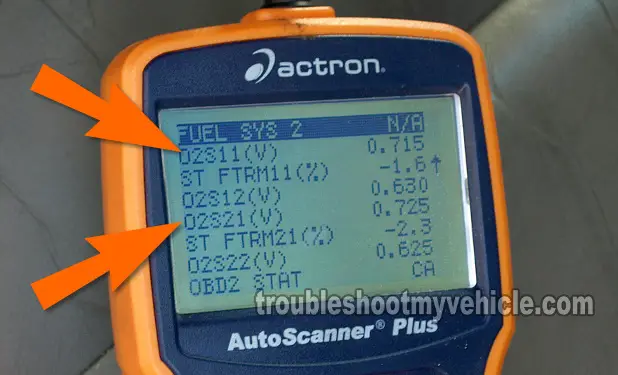 actron®
FUEL SYS 2 N/A
O2S11(V) 0.715
ST FTRM11(%) -1.6↑
O2S12(V) 0.630
O2S21(V) 0.725
ST FTRM21(%) -2.3
O2S22(V) 0.625
OBD2 STAT CA
troubleshootmyvehicle.com
AutoScanner® Plus